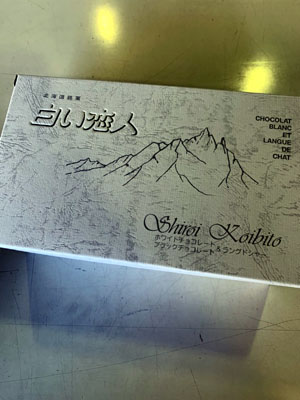 北海道銘菓
白い恋人
CHOCOLAT
BLANC
ET
LANGUE
DE
CHAT
Shiroi Koibito
ホワイトチョコレート
ブラックチョコレート & ラングドシャー